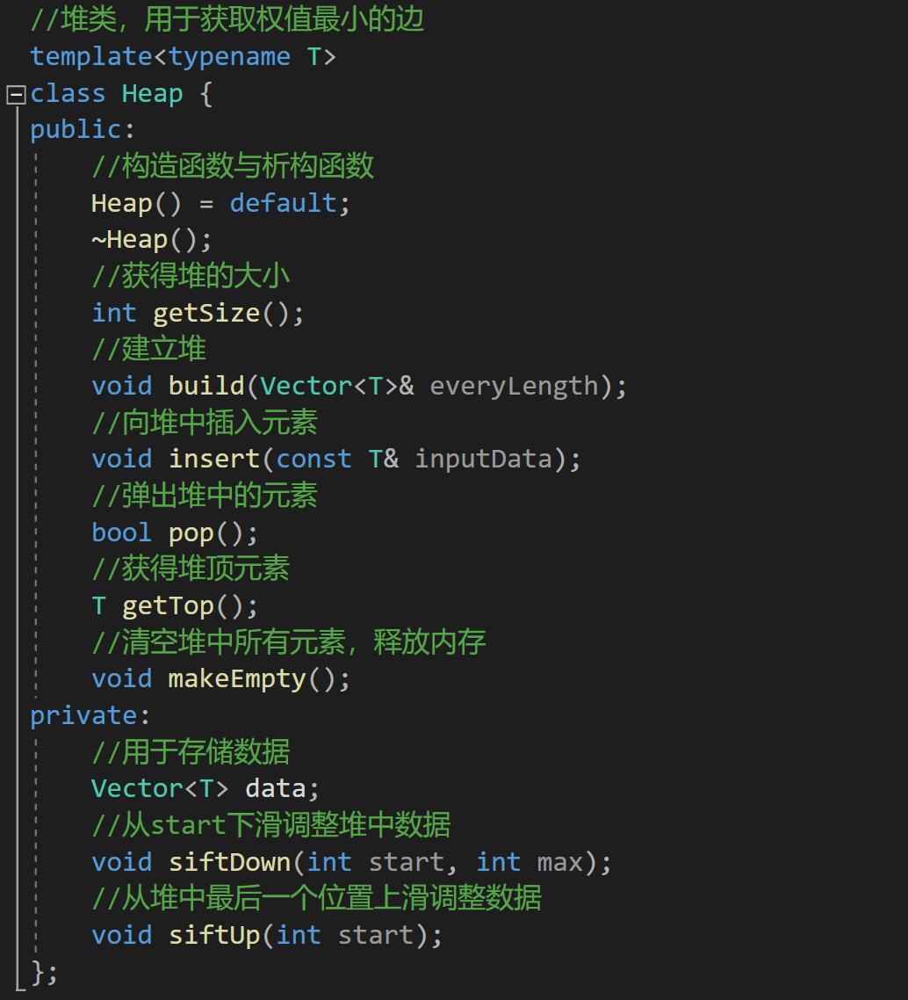 //堆类，用于获取权值最小的边
template<typename T>
class Heap {
public:
    //构造函数与析构函数
    Heap() = default;
    ~Heap();
    //获得堆的大小
    int getSize();
    //建立堆
    void build(Vector<T>& everyLength);
    //向堆中插入元素
    void insert(const T& inputData);
    //弹出堆中的元素
    bool pop();
    //获得堆顶元素
    T getTop();
    //清空堆中所有元素，释放内存
    void makeEmpty();
private:
    //用于存储数据
    Vector<T> data;
    //从start下滑调整堆中数据
    void siftDown(int start, int max);
    //从堆中最后一个位置上滑调整数据
    void siftUp(int start);
};